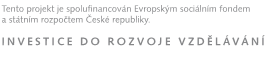 Tento projekt je spolufinancován Evropským sociálním fondem
a státním rozpočtem České republiky.
INVESTICE DO ROZVOJE VZDĚLÁVÁNÍ